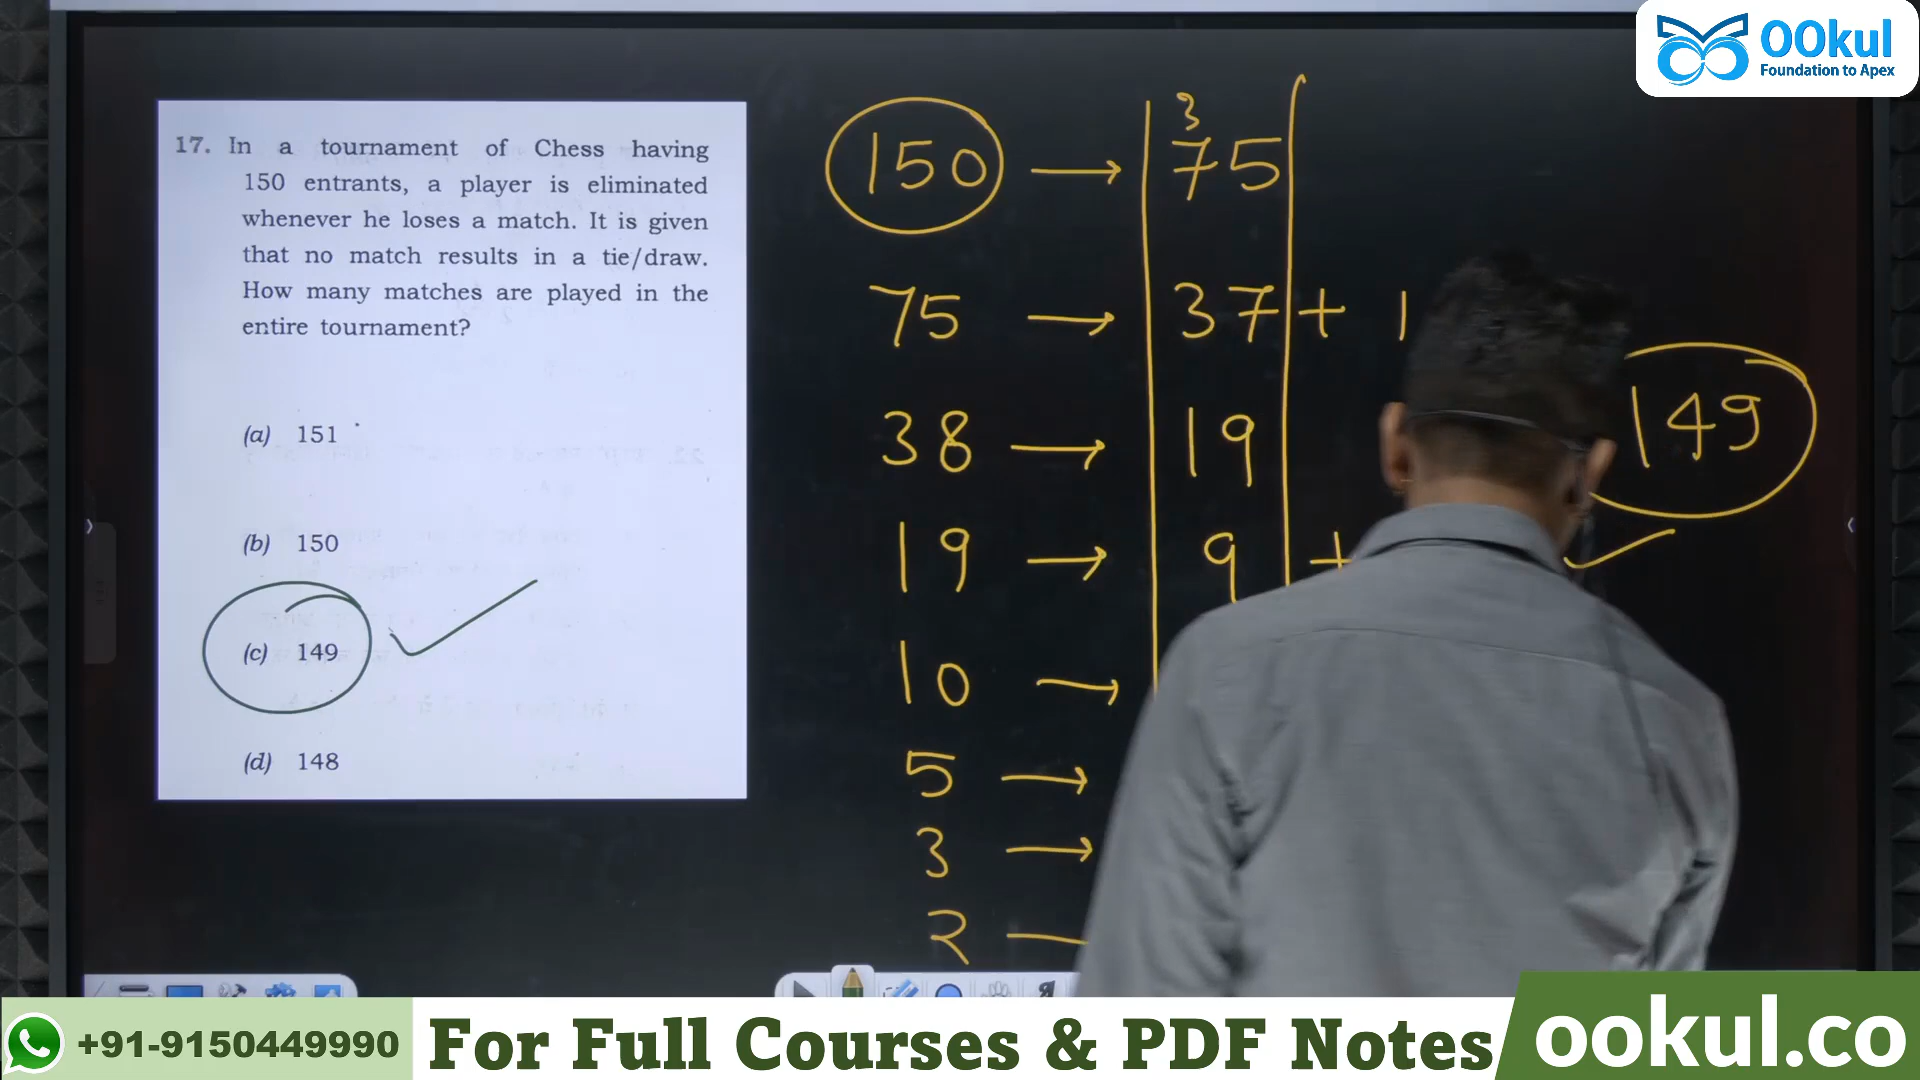 OOkul
Foundation to Apex
17. In a tournament of Chess having
150 entrants, a player is eliminated
whenever he loses a match. It is given
that no match results in a tie/draw.
How many matches are played in the
entire tournament?
(a) 151
(b) 150
(c) 149
(d) 148
150 → 75
3
75 → 37 + 1
38 → 19
149
19 → 9 +
10 →
5 →
3 →
2
+91-9150449990
For Full Courses & PDF Notes
ookul.co